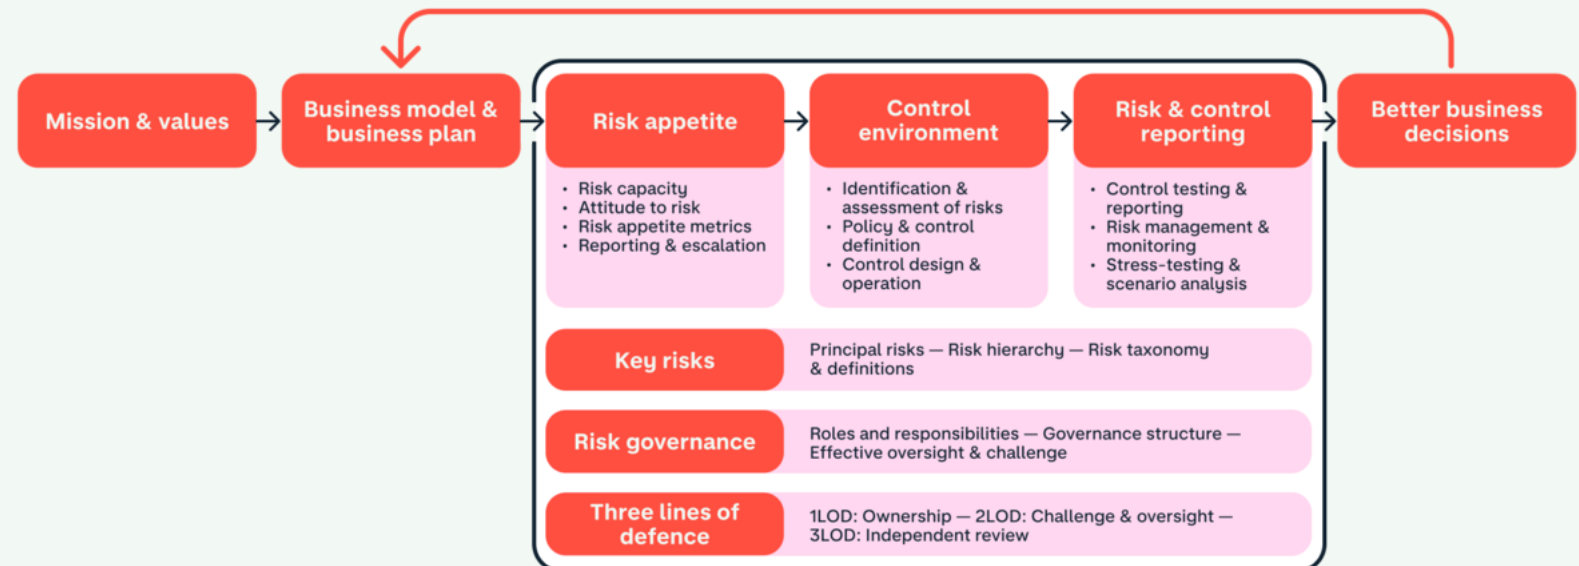 Mission & values
Business model &
business plan
Risk appetite
Control
environment
Risk & control
reporting
Better business
decisions
• Risk capacity
• Attitude to risk
• Risk appetite metrics
• Reporting & escalation
• Identification &
assessment of risks
• Policy & control
definition
• Control design &
operation
• Control testing &
reporting
• Risk management &
monitoring
• Stress-testing &
scenario analysis
Key risks
Principal risks — Risk hierarchy — Risk taxonomy
& definitions
Risk governance
Roles and responsibilities — Governance structure —
Effective oversight & challenge
Three lines of
defence
1LOD: Ownership — 2LOD: Challenge & oversight —
3LOD: Independent review